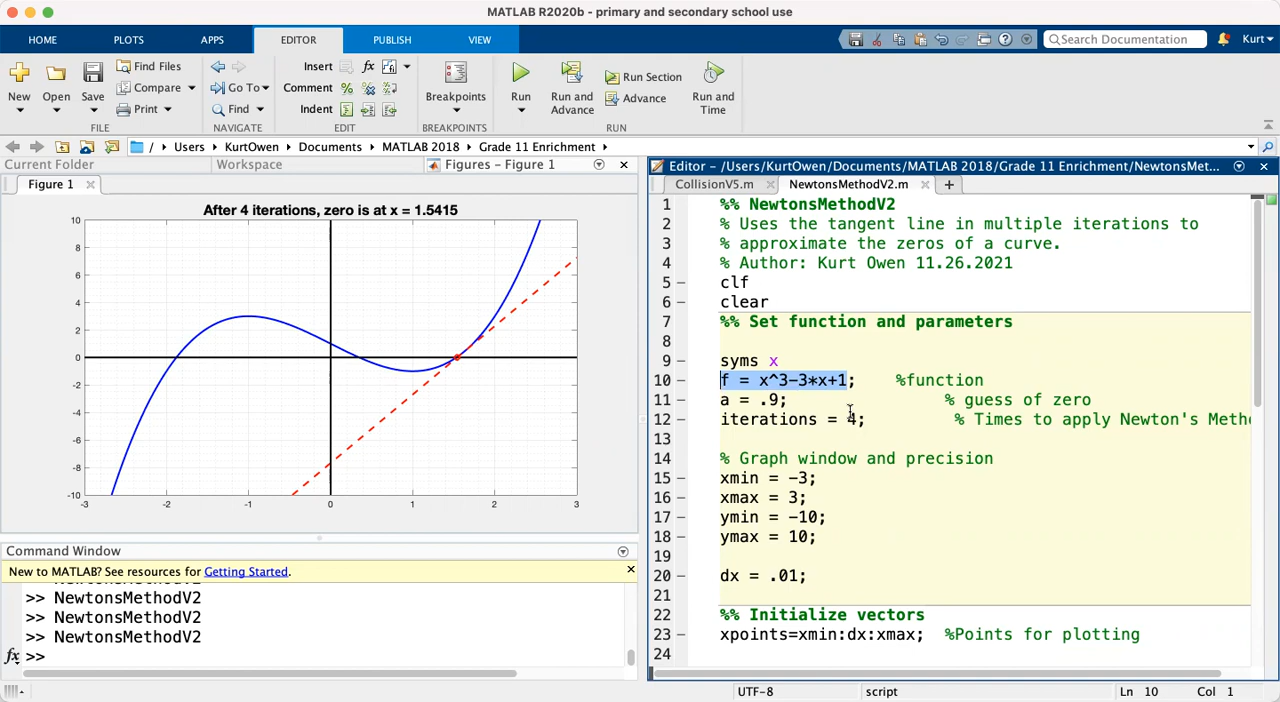 MATLAB R2020b - primary and secondary school use
HOME PLOTS APPS EDITOR PUBLISH VIEW
Search Documentation
Kurt
New Open Save
Find Files
Compare
Print
FILE
Go To
Find
NAVIGATE
Insert fx
Comment
Indent
EDIT
Breakpoints
BREAKPOINTS
Run
Run and Advance
Run Section
Advance
Run and Time
RUN
/ Users KurtOwen Documents MATLAB 2018 Grade 11 Enrichment
Current Folder Workspace Figures - Figure 1
Figure 1
After 4 iterations, zero is at x = 1.5415
10
8
6
4
2
0
-2
-4
-6
-8
-10
-3 -2 -1 0 1 2 3
Command Window
New to MATLAB? See resources for Getting Started.
>> NewtonsMethodV2
>> NewtonsMethodV2
>> NewtonsMethodV2
fx >>
Editor - /Users/KurtOwen/Documents/MATLAB 2018/Grade 11 Enrichment/NewtonsMet...
CollisionV5.m NewtonsMethodV2.m
1 %% NewtonsMethodV2
2 % Uses the tangent line in multiple iterations to
3 % approximate the zeros of a curve.
4 % Author: Kurt Owen 11.26.2021
5 - clf
6 - clear
7 %% Set function and parameters
8
9 - syms x
10 - f = x^3-3*x+1; %function
11 - a = .9; % guess of zero
12 - iterations = 4; % Times to apply Newton's Metho
13
14 % Graph window and precision
15 - xmin = -3;
16 - xmax = 3;
17 - ymin = -10;
18 - ymax = 10;
19
20 - dx = .01;
21
22 %% Initialize vectors
23 - xpoints=xmin:dx:xmax; %Points for plotting
24
UTF-8 script Ln 10 Col 1